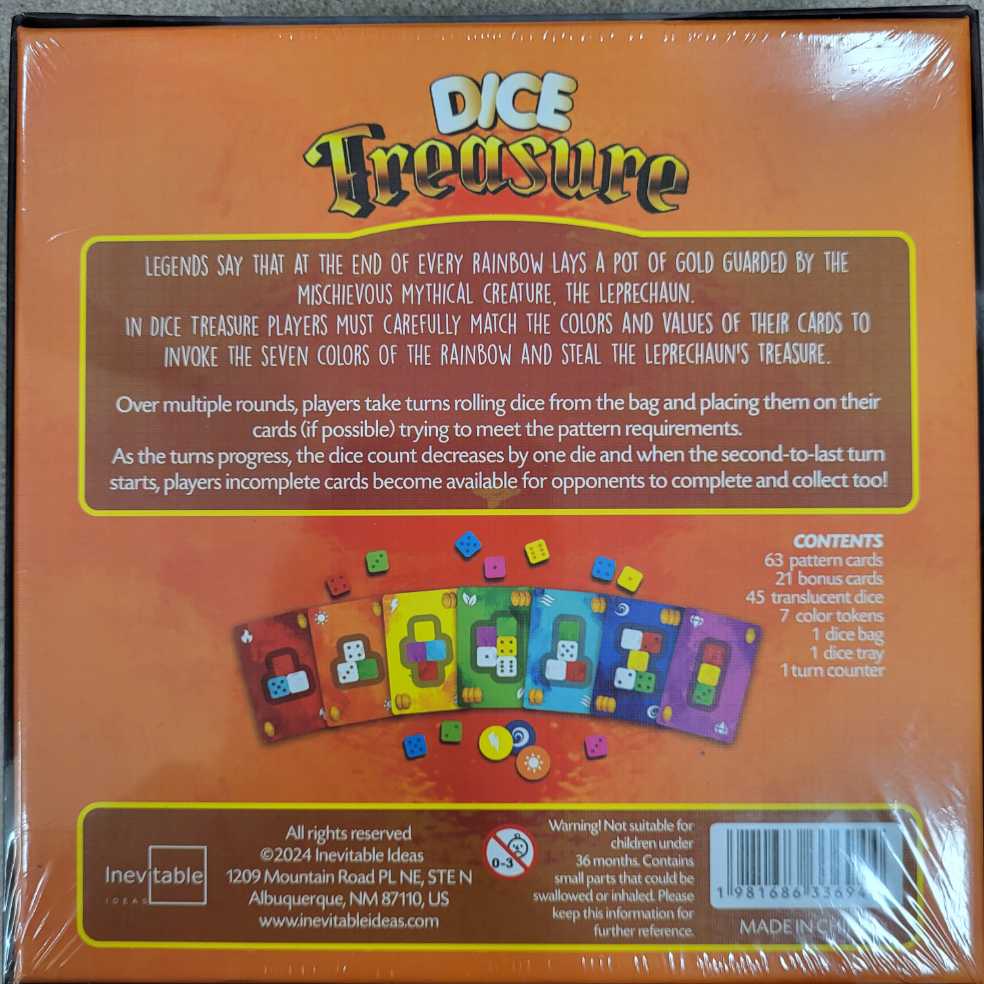 DICE
Treasure
LEGENDS SAY THAT AT THE END OF EVERY RAINBOW LAYS A POT OF GOLD GUARDED BY THE
MISCHIEVOUS MYTHICAL CREATURE, THE LEPRECHAUN.
IN DICE TREASURE PLAYERS MUST CAREFULLY MATCH THE COLORS AND VALUES OF THEIR CARDS TO
INVOKE THE SEVEN COLORS OF THE RAINBOW AND STEAL THE LEPRECHAUN'S TREASURE.
Over multiple rounds, players take turns rolling dice from the bag and placing them on their
cards (if possible) trying to meet the pattern requirements.
As the turns progress, the dice count decreases by one die and when the second-to-last turn
starts, players incomplete cards become available for opponents to complete and collect too!
CONTENTS
63 pattern cards
21 bonus cards
45 translucent dice
7 color tokens
1 dice bag
1 dice tray
1 turn counter
Inevitable
IDEAS
All rights reserved
©2024 Inevitable Ideas
1209 Mountain Road PL NE, STE N
Albuquerque, NM 87110, US
www.inevitableideas.com
0-3
Warning! Not suitable for
children under
36 months. Contains
small parts that could be
swallowed or inhaled. Please
keep this information for
further reference.
1 981686 33694
MADE IN